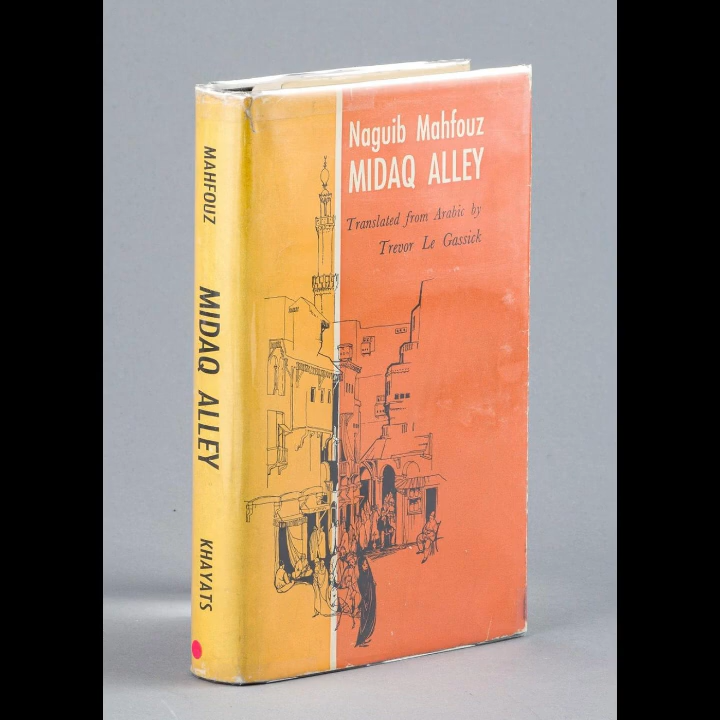 MAHFOUZ
MIDAQ ALLEY
KHAYATS
Naguib Mahfouz
MIDAQ ALLEY
Translated from Arabic by
Trevor Le Gassick